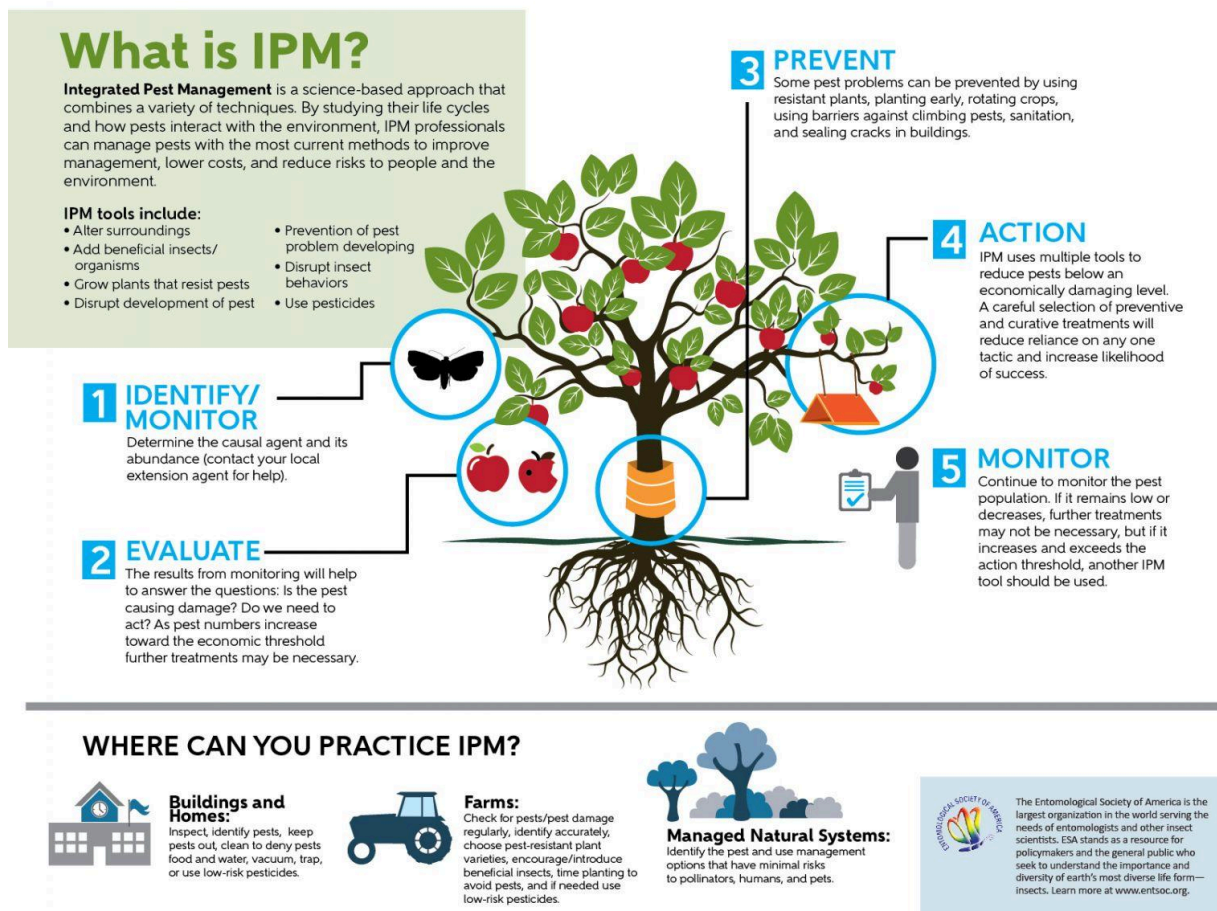 What is IPM?
Integrated Pest Management is a science-based approach that
combines a variety of techniques. By studying their life cycles
and how pests interact with the environment, IPM professionals
can manage pests with the most current methods to improve
management, lower costs, and reduce risks to people and the
environment.
IPM tools include:
• Alter surroundings
• Add beneficial insects/
organisms
• Grow plants that resist pests
• Disrupt development of pest
• Prevention of pest
problem developing
• Disrupt insect
behaviors
• Use pesticides
1 IDENTIFY/
MONITOR
Determine the causal agent and its
abundance (contact your local
extension agent for help).
2 EVALUATE
The results from monitoring will help
to answer the questions: Is the pest
causing damage? Do we need to
act? As pest numbers increase
toward the economic threshold
further treatments may be necessary.
3 PREVENT
Some pest problems can be prevented by using
resistant plants, planting early, rotating crops,
using barriers against climbing pests, sanitation,
and sealing cracks in buildings.
4 ACTION
IPM uses multiple tools to
reduce pests below an
economically damaging level.
A careful selection of preventive
and curative treatments will
reduce reliance on any one
tactic and increase likelihood
of success.
5 MONITOR
Continue to monitor the pest
population. If it remains low or
decreases, further treatments
may not be necessary, but if it
increases and exceeds the
action threshold, another IPM
tool should be used.
WHERE CAN YOU PRACTICE IPM?
Buildings and
Homes:
Inspect, identify pests, keep
pests out, clean to deny pests
food and water, vacuum, trap,
or use low-risk pesticides.
Farms:
Check for pests/pest damage
regularly, identify accurately,
choose pest-resistant plant
varieties, encourage/introduce
beneficial insects, time planting to
avoid pests, and if needed use
low-risk pesticides.
Managed Natural Systems:
Identify the pest and use management
options that have minimal risks
to pollinators, humans, and pets.
ENTOMOLOGICAL SOCIETY OF AMERICA
The Entomological Society of America is the
largest organization in the world serving the
needs of entomologists and other insect
scientists. ESA stands as a resource for
policymakers and the general public who
seek to understand the importance and
diversity of earth's most diverse life form—
insects. Learn more at www.entsoc.org.